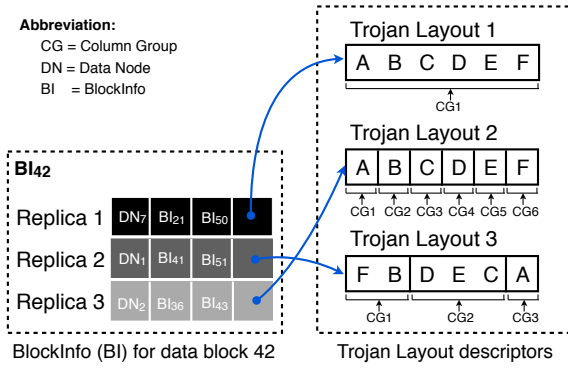 Abbreviation:
CG = Column Group
DN = Data Node
BI = BlockInfo
Trojan Layout 1
A B C D E F
CG1
Trojan Layout 2
A B C D E F
CG1 CG2 CG3 CG4 CG5 CG6
Trojan Layout 3
F B D E C A
CG1 CG2 CG3
Trojan Layout descriptors
BI42
Replica 1 DN7 BI21 BI50
Replica 2 DN1 BI41 BI51
Replica 3 DN2 BI36 BI43
BlockInfo (BI) for data block 42